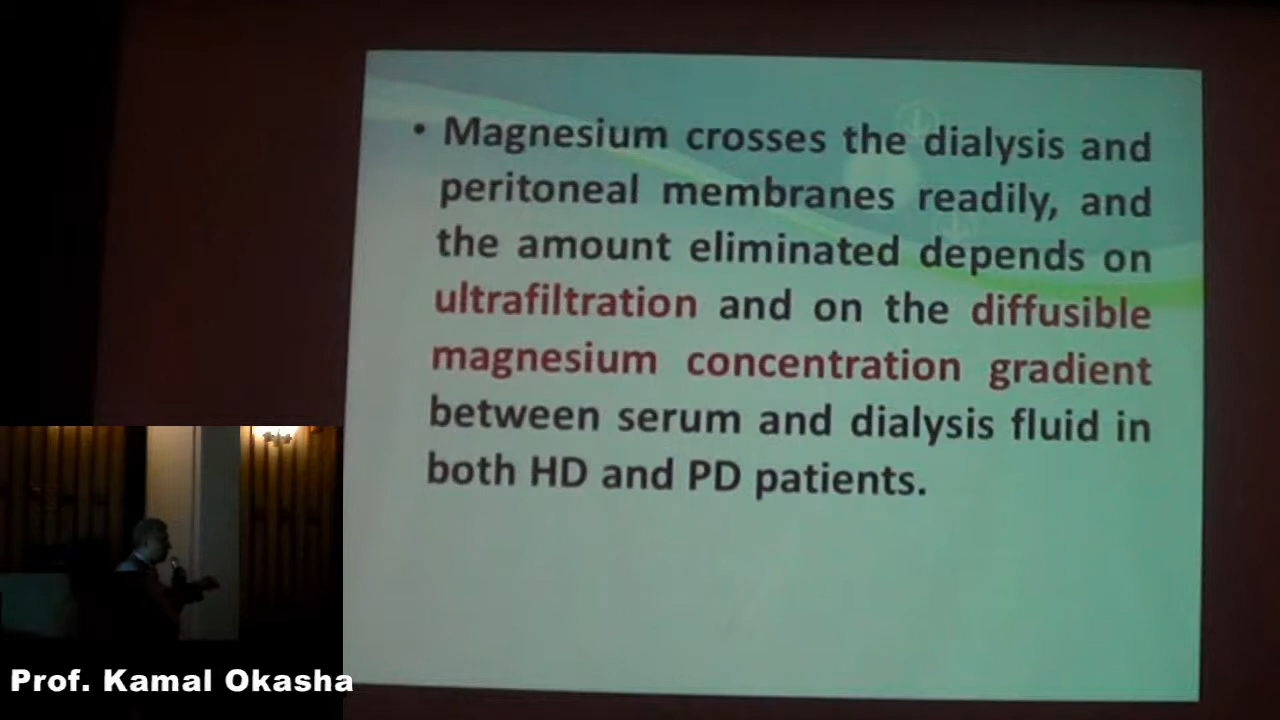 • Magnesium crosses the dialysis and
peritoneal membranes readily, and
the amount eliminated depends on
ultrafiltration and on the diffusible
magnesium concentration gradient
between serum and dialysis fluid in
both HD and PD patients.
Prof. Kamal Okasha